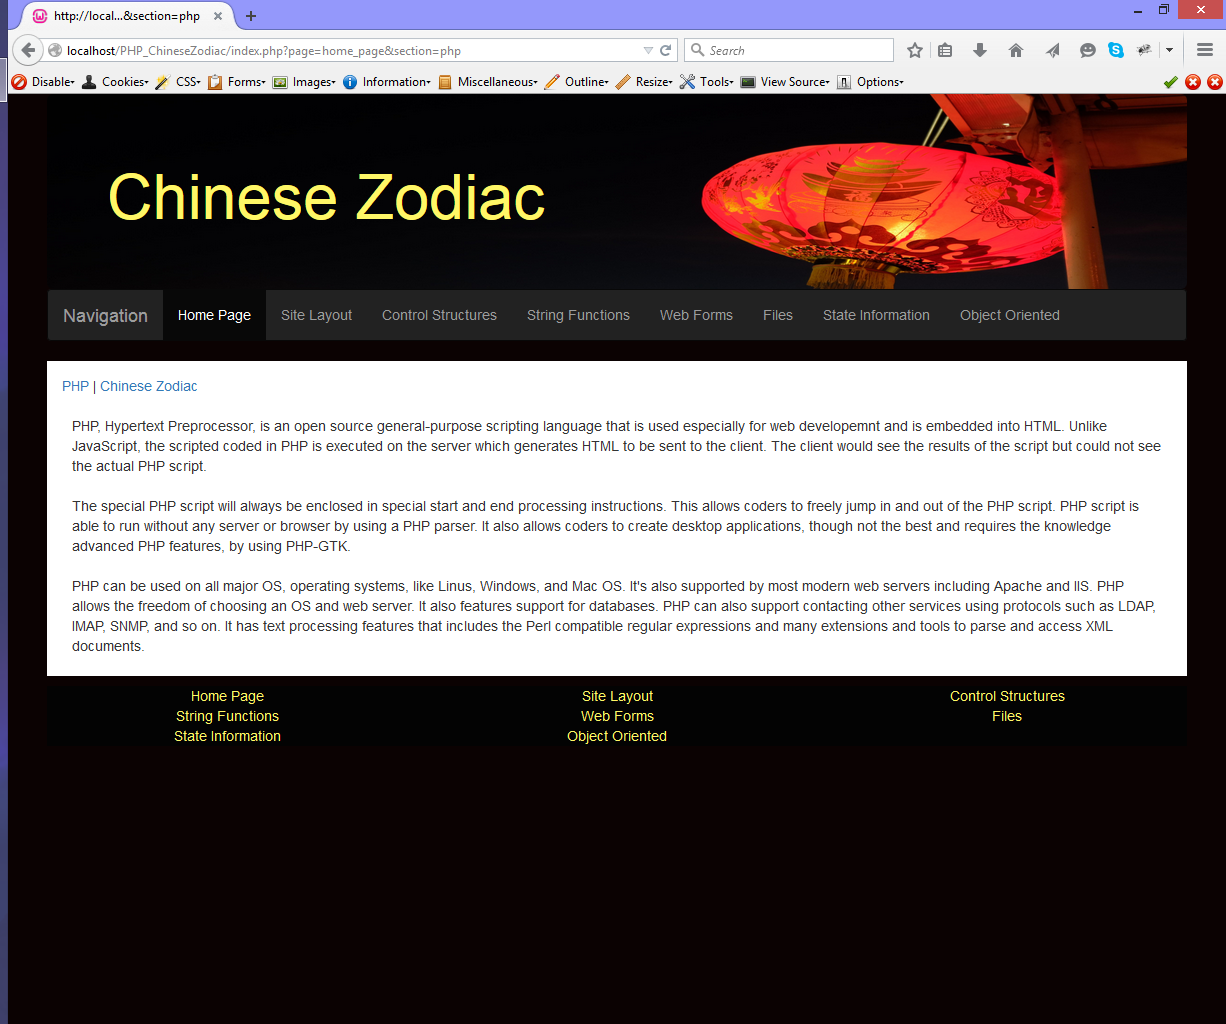 http://local...&section=php
localhost/PHP_ChineseZodiac/index.php?page=home_page&section=php
Search
Disable Cookies CSS Forms Images Information Miscellaneous Outline Resize Tools View Source Options
Chinese Zodiac
Navigation Home Page Site Layout Control Structures String Functions Web Forms Files State Information Object Oriented
PHP | Chinese Zodiac
PHP, Hypertext Preprocessor, is an open source general-purpose scripting language that is used especially for web developemnt and is embedded into HTML. Unlike
JavaScript, the scripted coded in PHP is executed on the server which generates HTML to be sent to the client. The client would see the results of the script but could not see
the actual PHP script.
The special PHP script will always be enclosed in special start and end processing instructions. This allows coders to freely jump in and out of the PHP script. PHP script is
able to run without any server or browser by using a PHP parser. It also allows coders to create desktop applications, though not the best and requires the knowledge
advanced PHP features, by using PHP-GTK.
PHP can be used on all major OS, operating systems, like Linus, Windows, and Mac OS. It's also supported by most modern web servers including Apache and IIS. PHP
allows the freedom of choosing an OS and web server. It also features support for databases. PHP can also support contacting other services using protocols such as LDAP,
IMAP, SNMP, and so on. It has text processing features that includes the Perl compatible regular expressions and many extensions and tools to parse and access XML
documents.
Home Page Site Layout Control Structures
String Functions Web Forms Files
State Information Object Oriented